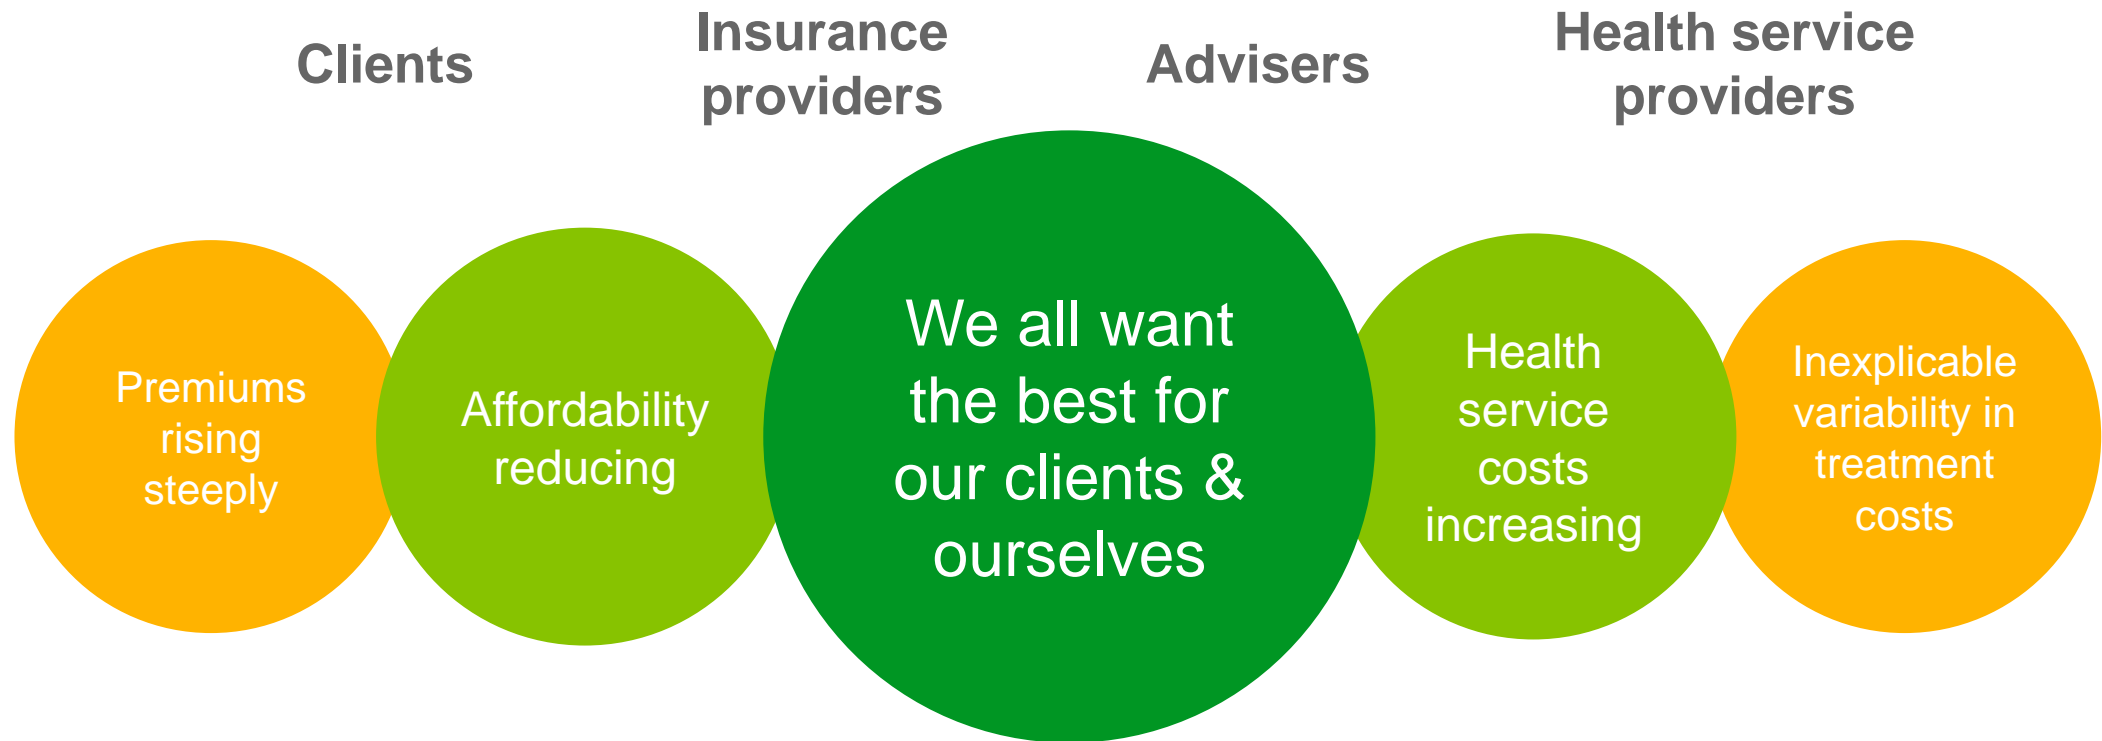 Clients
Insurance
providers
Advisers
Health service
providers
Premiums
rising
steeply
Affordability
reducing
We all want
the best for
our clients &
ourselves
Health
service
costs
increasing
Inexplicable
variability in
treatment
costs